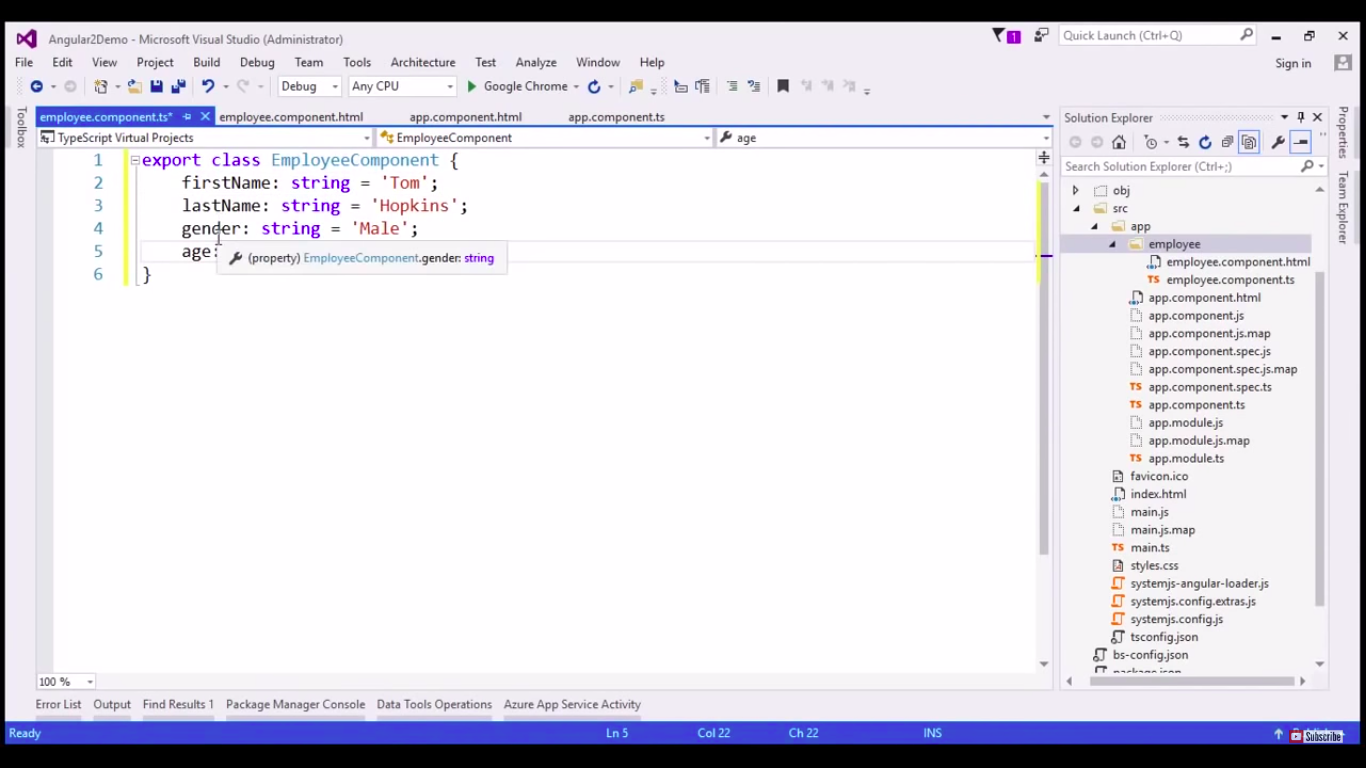 Angular2Demo - Microsoft Visual Studio (Administrator)
1
Quick Launch (Ctrl+Q)
File Edit View Project Build Debug Team Tools Architecture Test Analyze Window Help
Sign in
Debug Any CPU Google Chrome
Toolbox
employee.component.ts* employee.component.html app.component.html app.component.ts
TypeScript Virtual Projects EmployeeComponent age
1 export class EmployeeComponent {
2 firstName: string = 'Tom';
3 lastName: string = 'Hopkins';
4 gender: string = 'Male';
5 age:
(property) EmployeeComponent.gender: string
6 }
100 %
Solution Explorer
Search Solution Explorer (Ctrl+;)
obj
src
app
employee
employee.component.html
employee.component.ts
app.component.html
app.component.js
app.component.js.map
app.component.spec.js
app.component.spec.js.map
app.component.spec.ts
app.component.ts
app.module.js
app.module.js.map
app.module.ts
favicon.ico
index.html
main.js
main.js.map
main.ts
styles.css
systemjs-angular-loader.js
systemjs.config.extras.js
systemjs.config.js
tsconfig.json
bs-config.json
package.json
Properties
Team Explorer
Error List Output Find Results 1 Package Manager Console Data Tools Operations Azure App Service Activity
Ready Ln 5 Col 22 Ch 22 INS
Subscribe